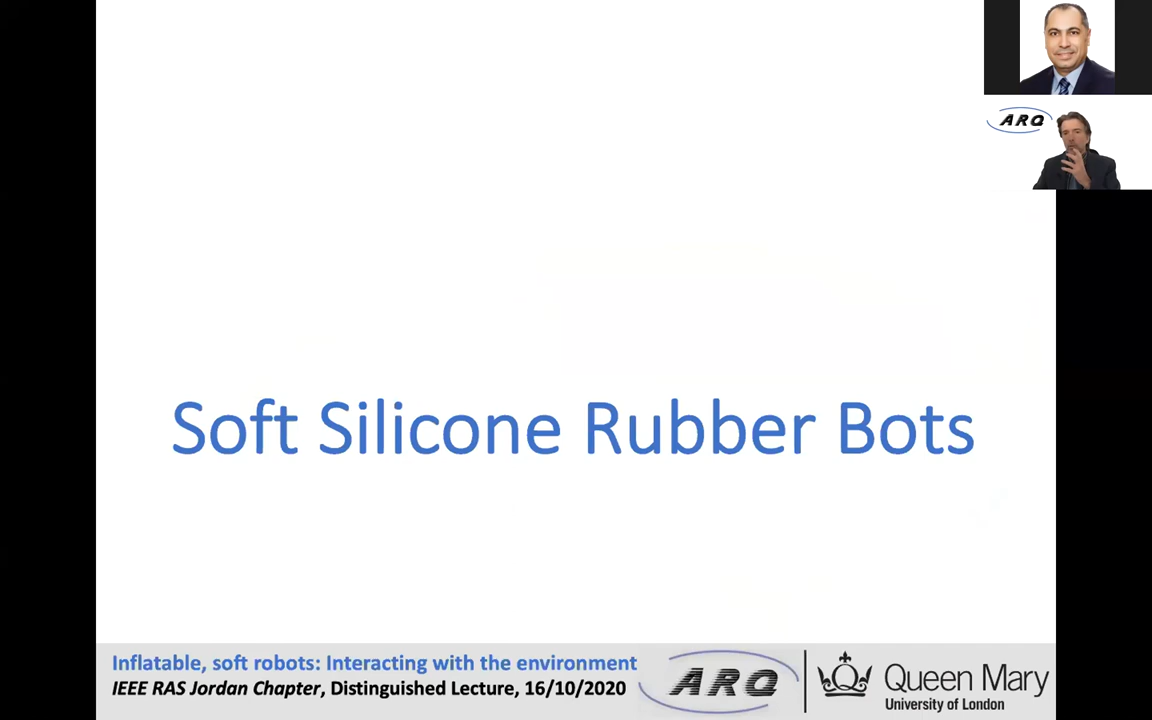 ARQ
Soft Silicone Rubber Bots
Inflatable, soft robots: Interacting with the environment
IEEE RAS Jordan Chapter, Distinguished Lecture, 16/10/2020
ARQ
Queen Mary
University of London